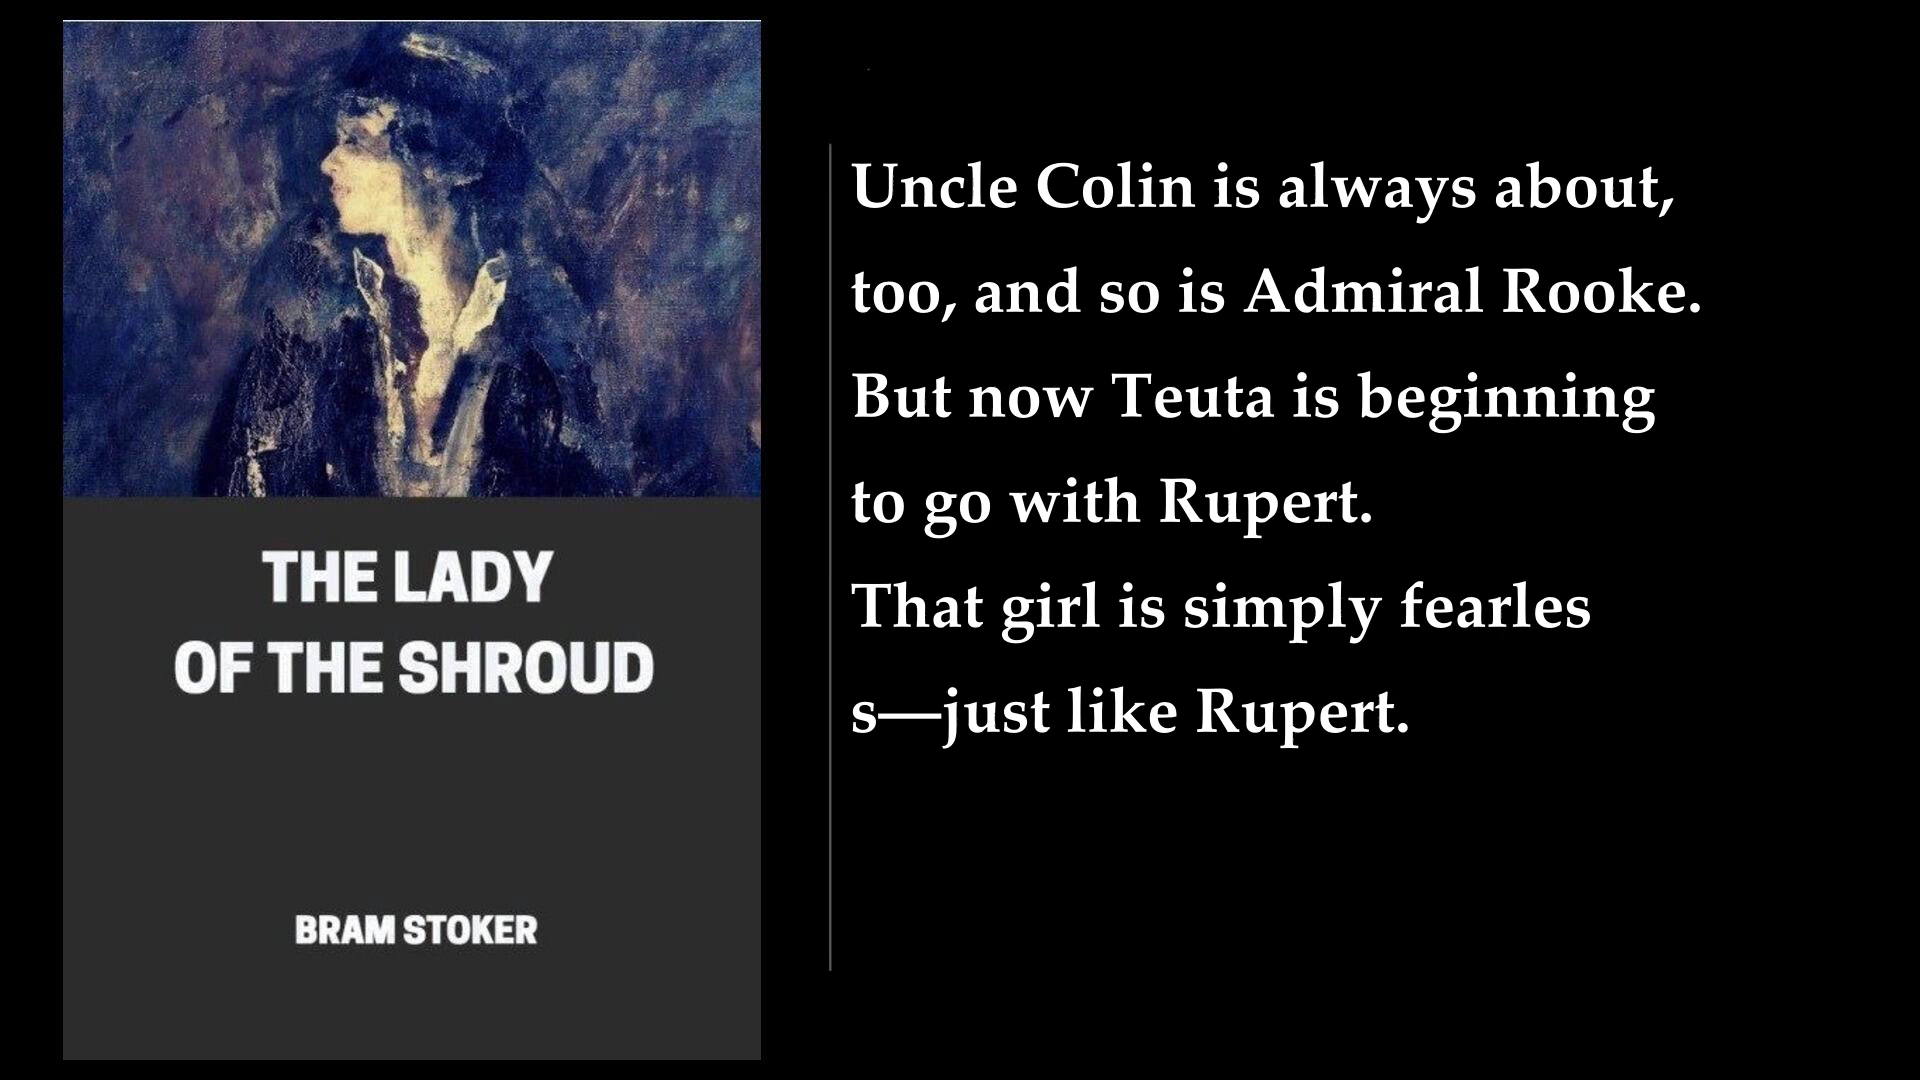 THE LADY
OF THE SHROUD
BRAM STOKER
Uncle Colin is always about,
too, and so is Admiral Rooke.
But now Teuta is beginning
to go with Rupert.
That girl is simply fearles
s—just like Rupert.